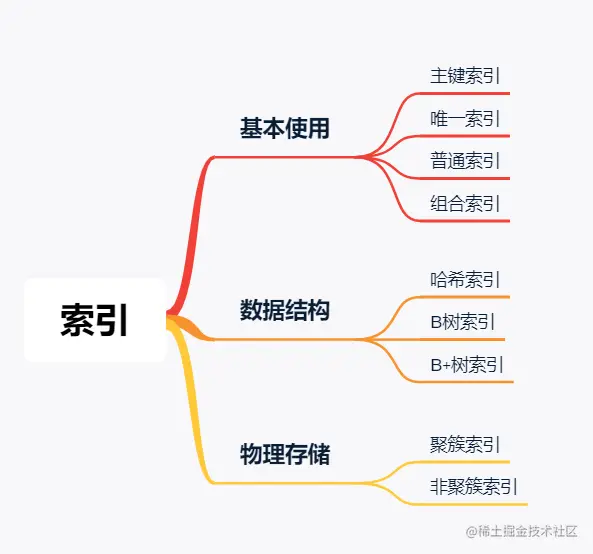 索引
基本使用
主键索引
唯一索引
普通索引
组合索引
数据结构
哈希索引
B树索引
B+树索引
物理存储
聚簇索引
非聚簇索引
@稀土掘金技术社区